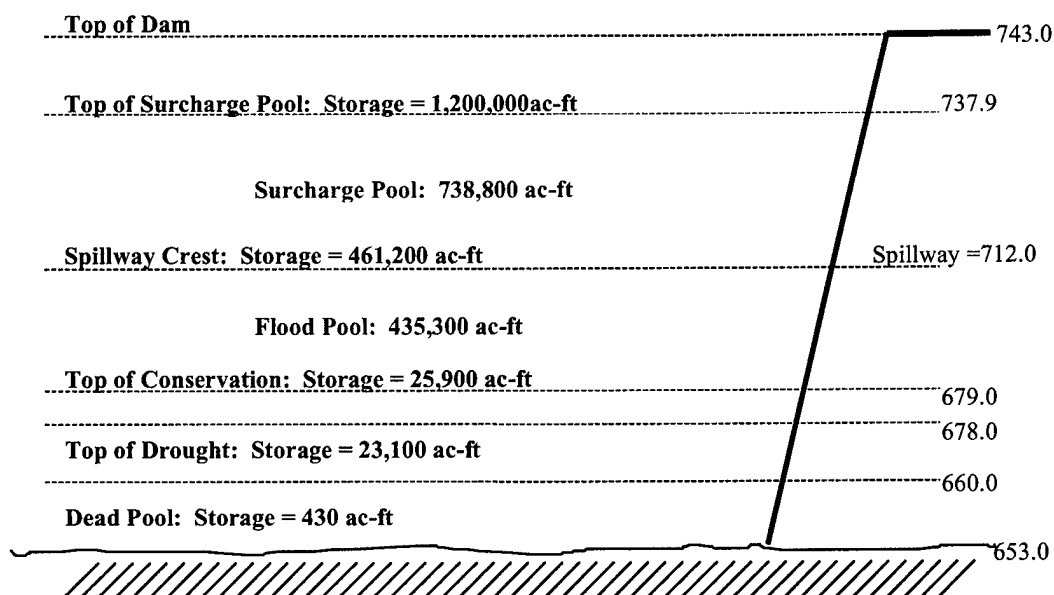 Top of Dam
743.0
Top of Surcharge Pool: Storage = 1,200,000ac-ft
737.9
Surcharge Pool: 738,800 ac-ft
Spillway Crest: Storage = 461,200 ac-ft
Spillway =712.0
Flood Pool: 435,300 ac-ft
Top of Conservation: Storage = 25,900 ac-ft
679.0
678.0
Top of Drought: Storage = 23,100 ac-ft
660.0
Dead Pool: Storage = 430 ac-ft
653.0